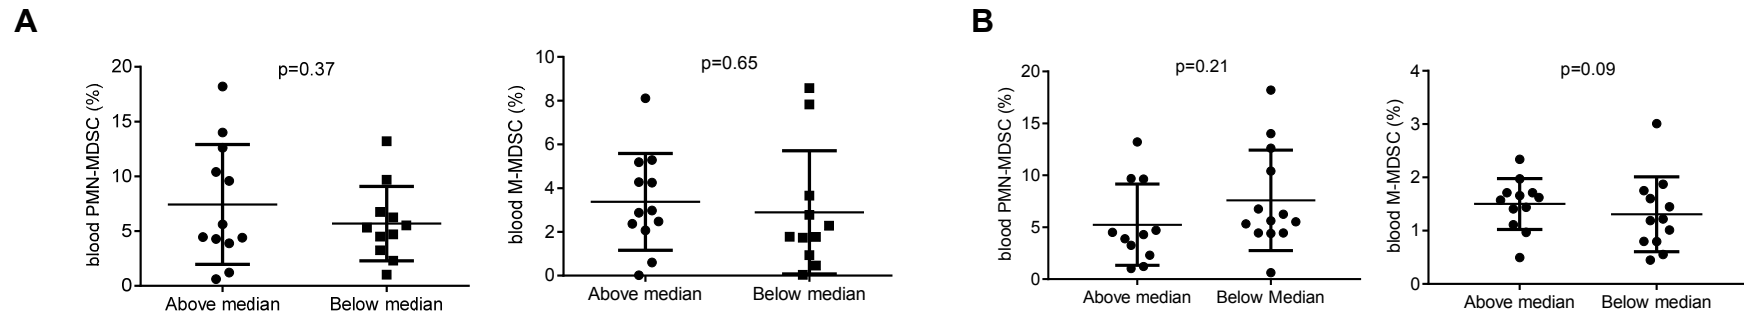 A
B
blood PMN-MDSC (%)
20
15
10
5
0
p=0.37
Above median
Below median
blood M-MDSC (%)
10
8
6
4
2
0
p=0.65
Above median
Below median
blood PMN-MDSC (%)
20
15
10
5
0
p=0.21
Above median
Below Median
blood M-MDSC (%)
4
3
2
1
0
p=0.09
Above median
Below median